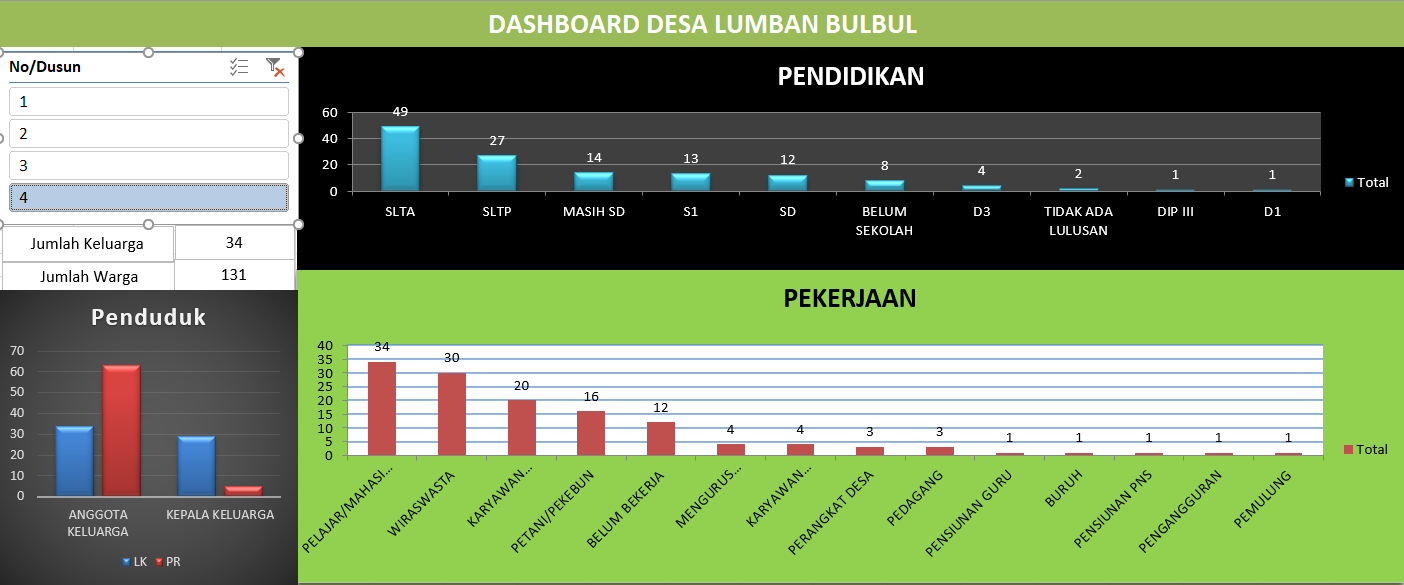 DASHBOARD DESA LUMBAN BULBUL
No/Dusun
1
2
3
4
Jumlah Keluarga 34
Jumlah Warga 131
Penduduk
70
60
50
40
30
20
10
0
ANGGOTA
KELUARGA
KEPALA KELUARGA
LK PR
PENDIDIKAN
60
40
20
0
49 27 14 13 12 8 4 2 1 1
SLTA SLTP MASIH SD S1 SD BELUM
SEKOLAH D3 TIDAK ADA
LULUSAN DIP III D1
Total
PEKERJAAN
40
35
30
25
20
15
10
5
0
34 30 20 16 12 4 4 3 3 1 1 1 1 1
PELAJAR/MAHASI...
WIRASWASTA
KARYAWAN...
PETANI/PEKEBUN
BELUM BEKERJA
MENGURUS...
KARYAWAN...
PERANGKAT DESA
PEDAGANG
PENSIUNAN GURU
BURUH
PENSIUNAN PNS
PENGANGGURAN
PEMULUNG
Total